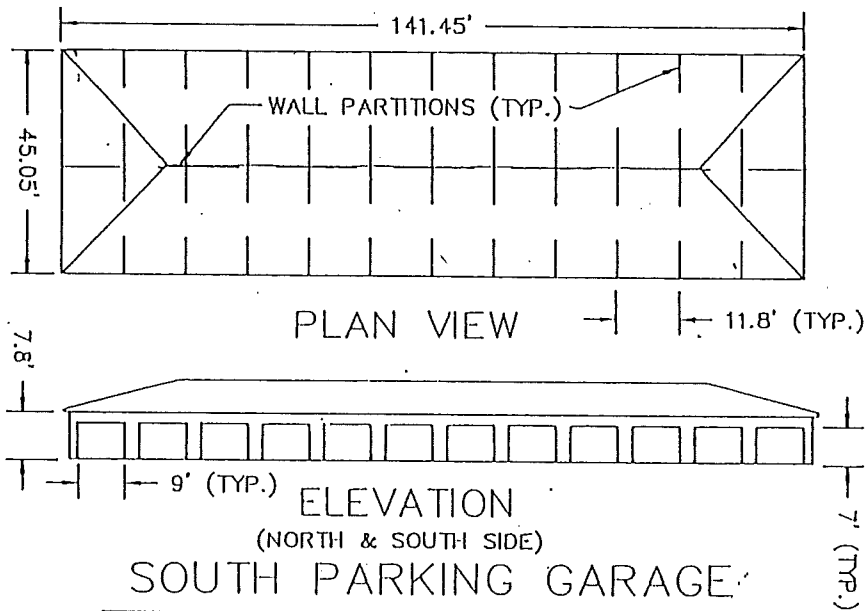 141.45'
WALL PARTITIONS (TYP.)
45.05'
PLAN VIEW
11.8' (TYP.)
7.8'
9' (TYP.)
7' (TYP.)
ELEVATION
(NORTH & SOUTH SIDE)
SOUTH PARKING GARAGE